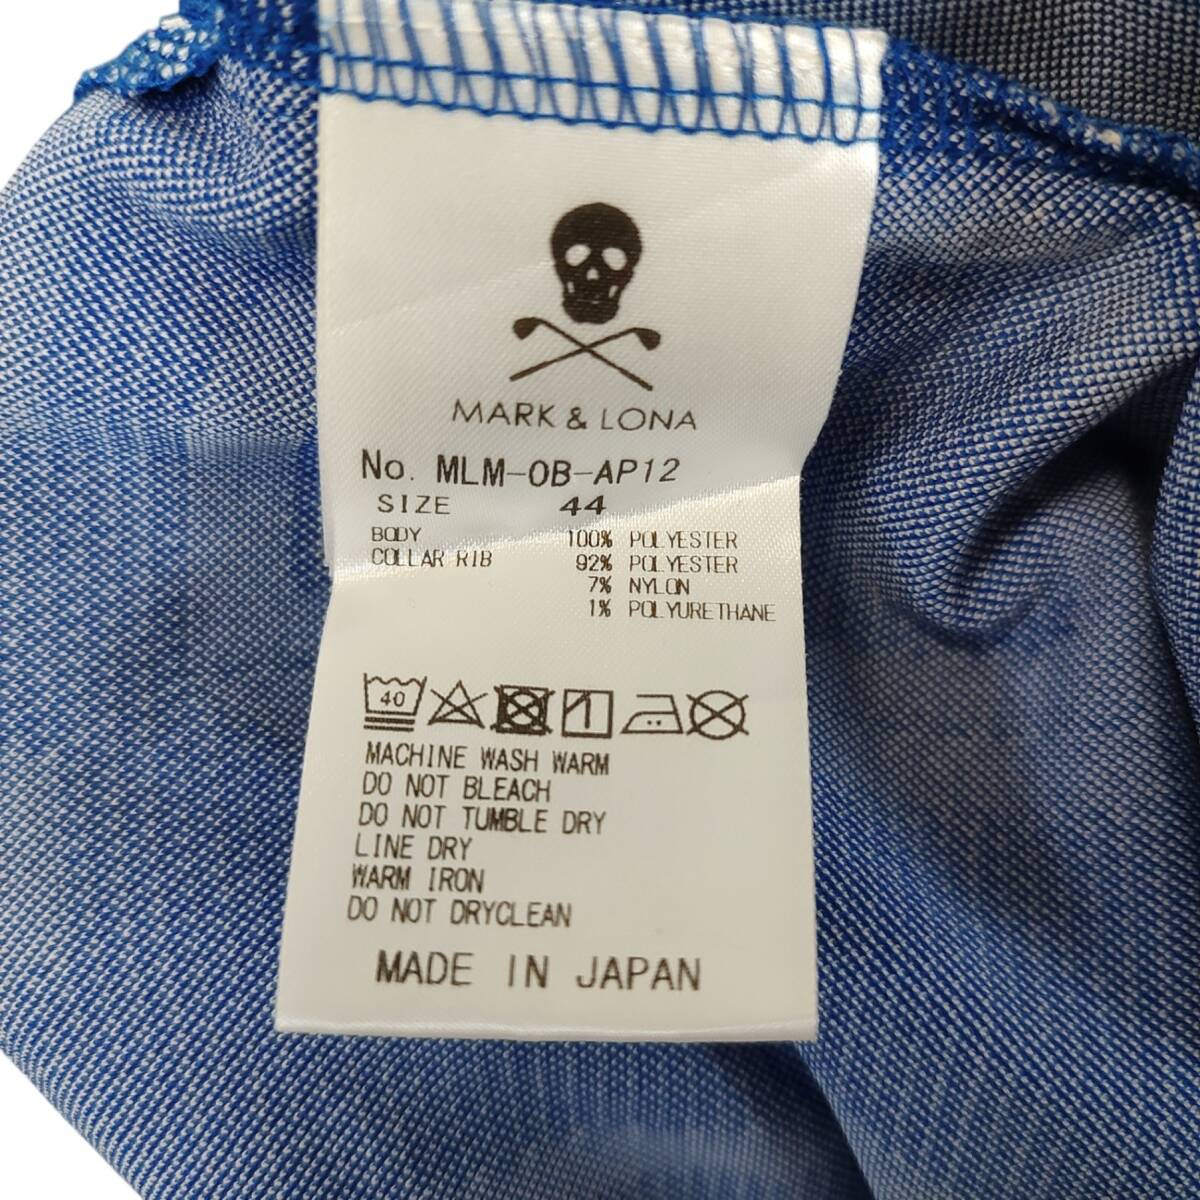 MARK & LONA
No. MLM-0B-AP12
SIZE 44
BODY 100% POLYESTER
COLLAR RIB 92% POLYESTER
7% NYLON
1% POLYURETHANE
40
MACHINE WASH WARM
DO NOT BLEACH
DO NOT TUMBLE DRY
LINE DRY
WARM IRON
DO NOT DRYCLEAN
MADE IN JAPAN